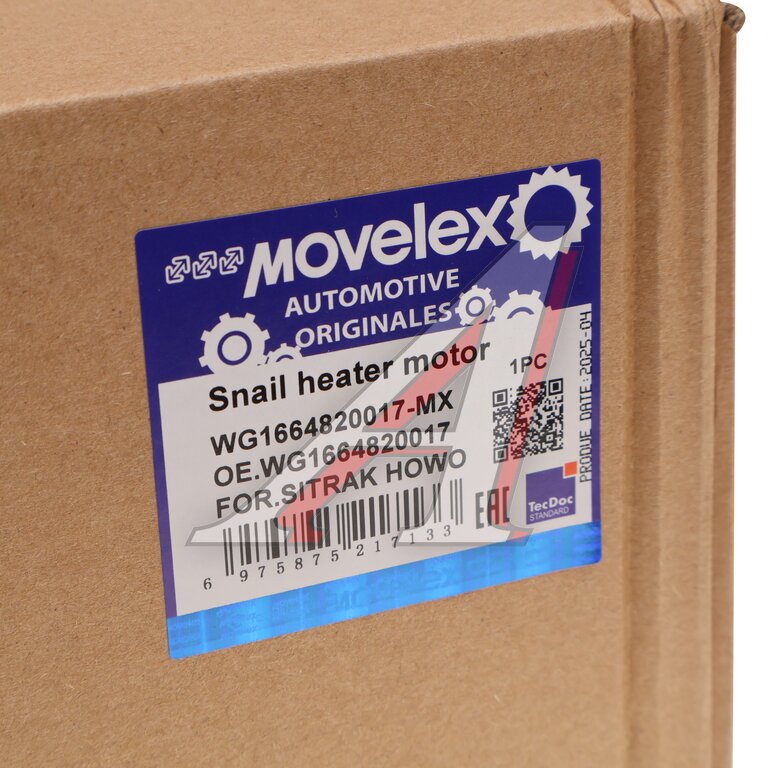 MOVELEX
AUTOMOTIVE
ORIGINALES
Snail heater motor
1PC
WG1664820017-MX
OE.WG1664820017
FOR.SITRAK HOWO
6 975875 217133
EAC
TecDoc
STANDARD
PRODUE DATE:2025-04